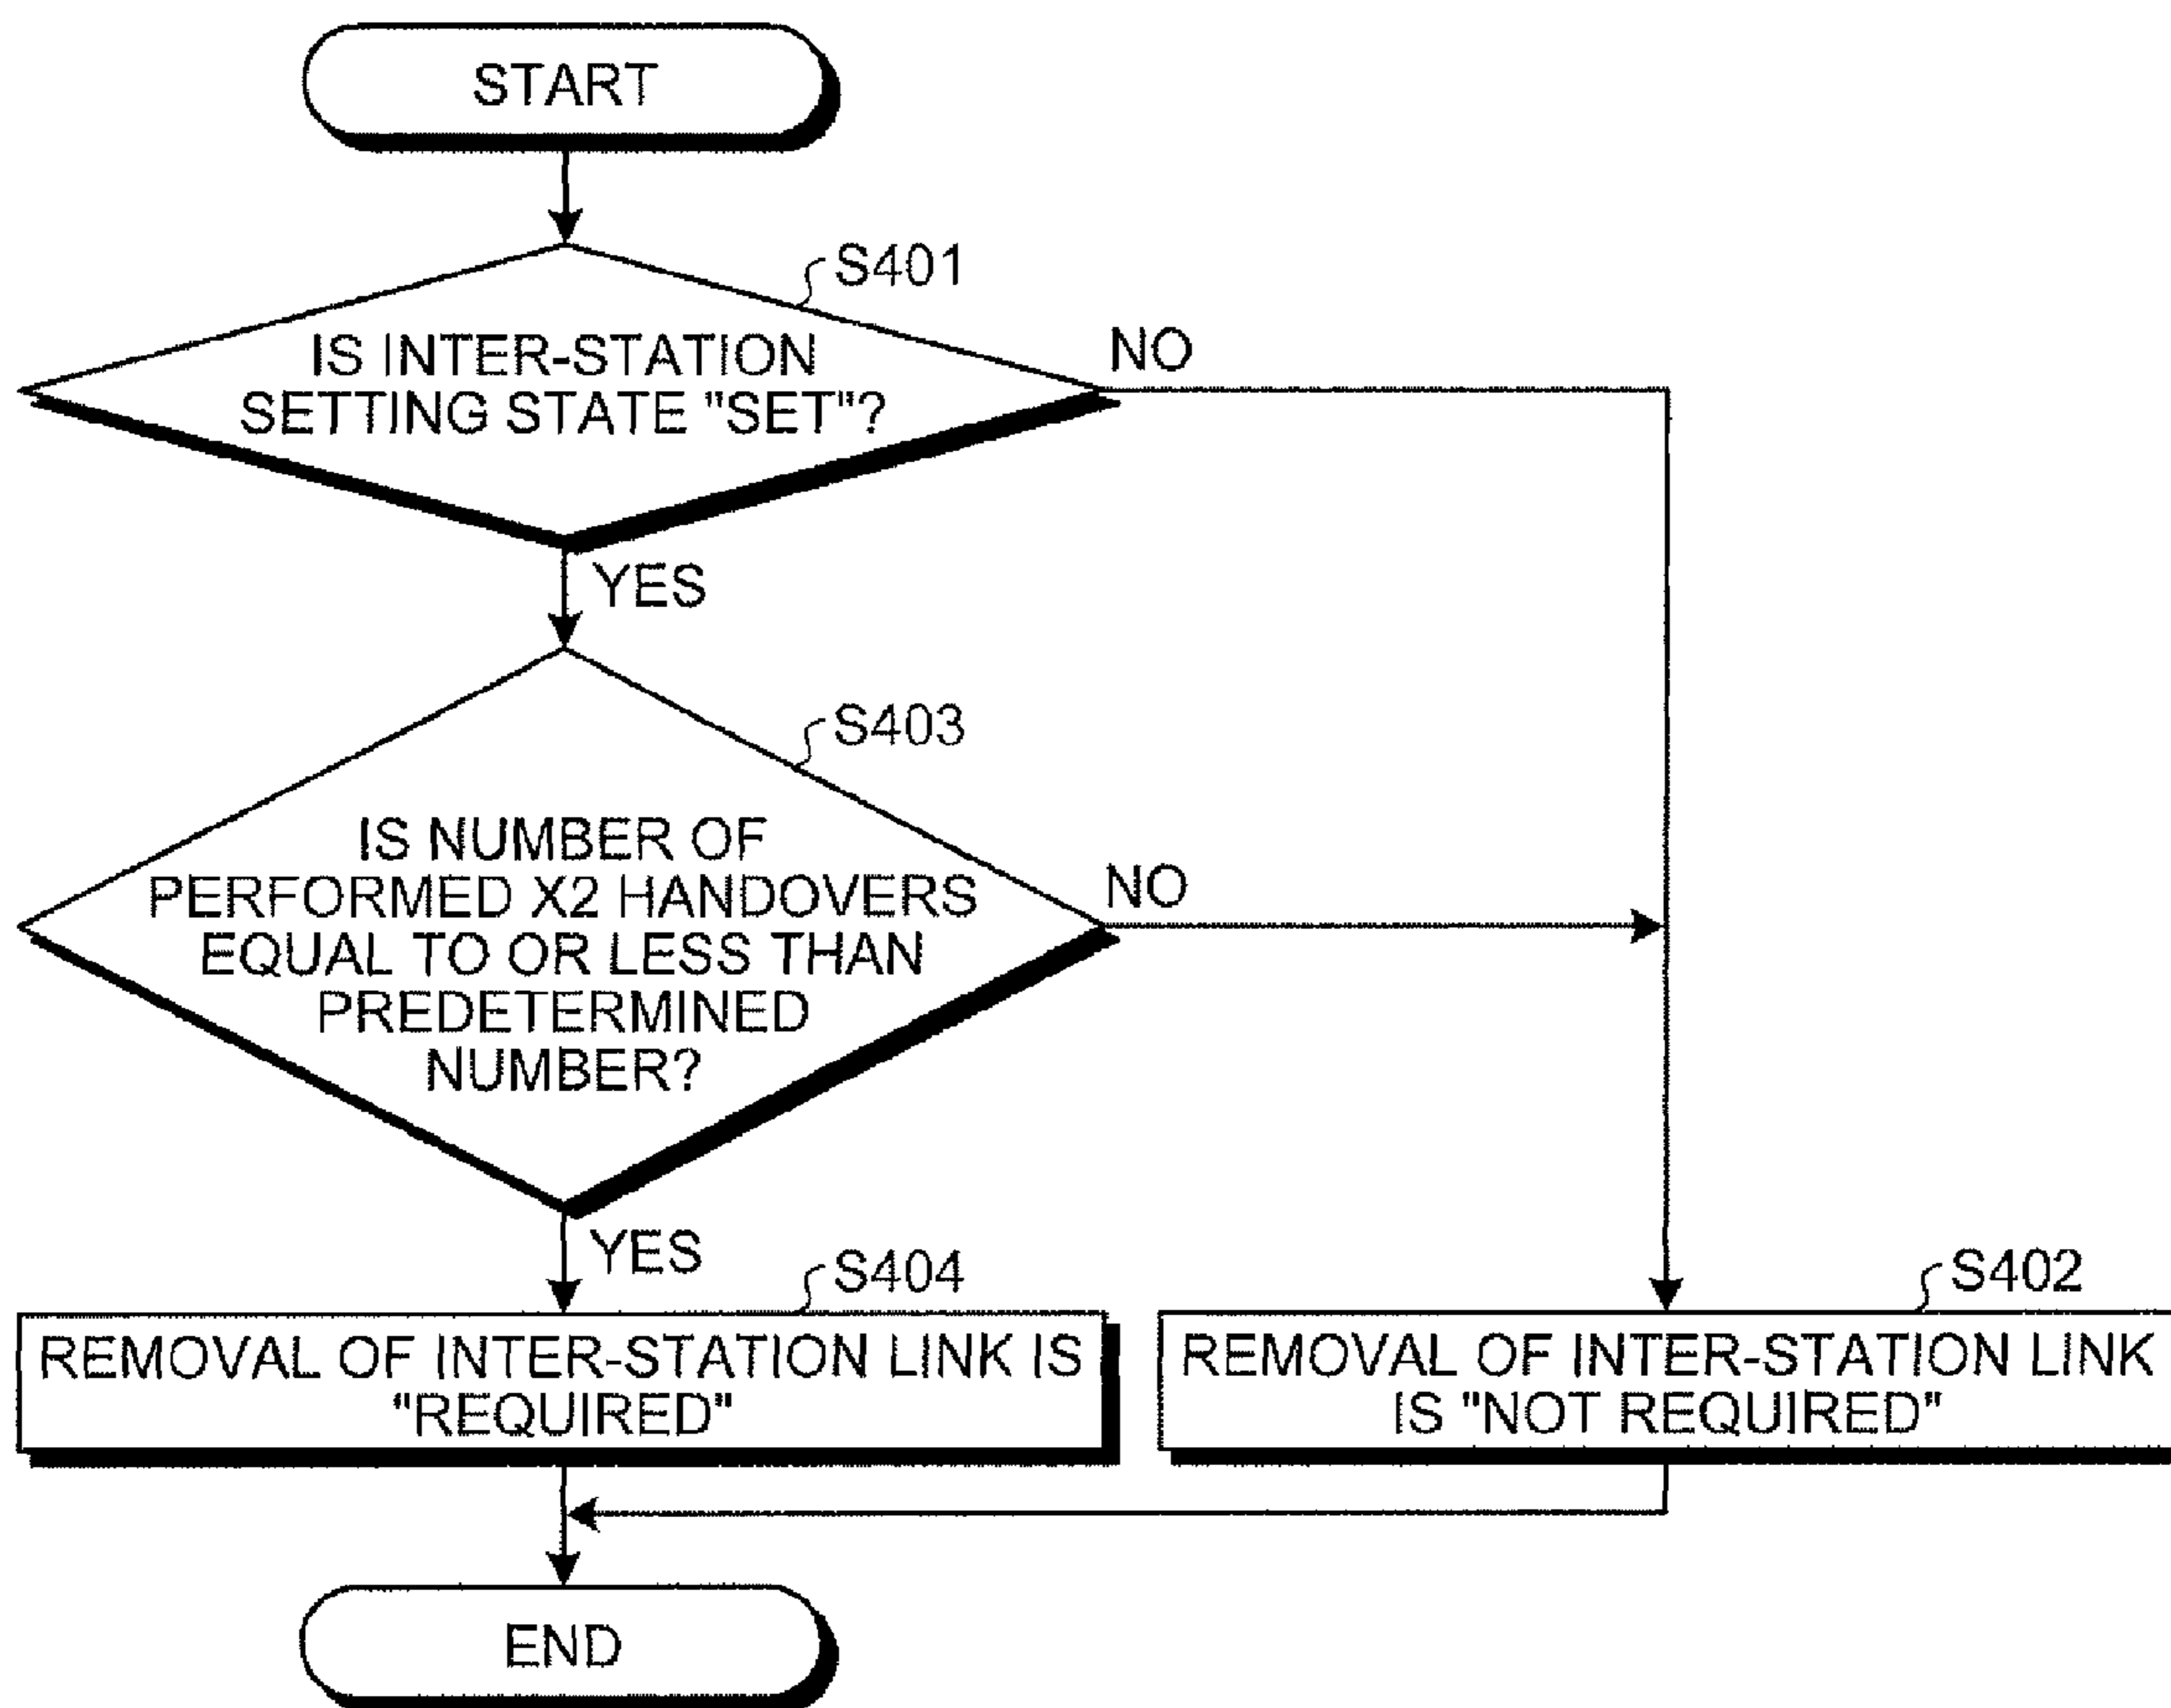 START
S401
IS INTER-STATION
SETTING STATE "SET"?
NO
YES
S403
IS NUMBER OF
PERFORMED X2 HANDOVERS
EQUAL TO OR LESS THAN
PREDETERMINED
NUMBER?
NO
YES
S404
REMOVAL OF INTER-STATION LINK IS
"REQUIRED"
S402
REMOVAL OF INTER-STATION LINK
IS "NOT REQUIRED"
END